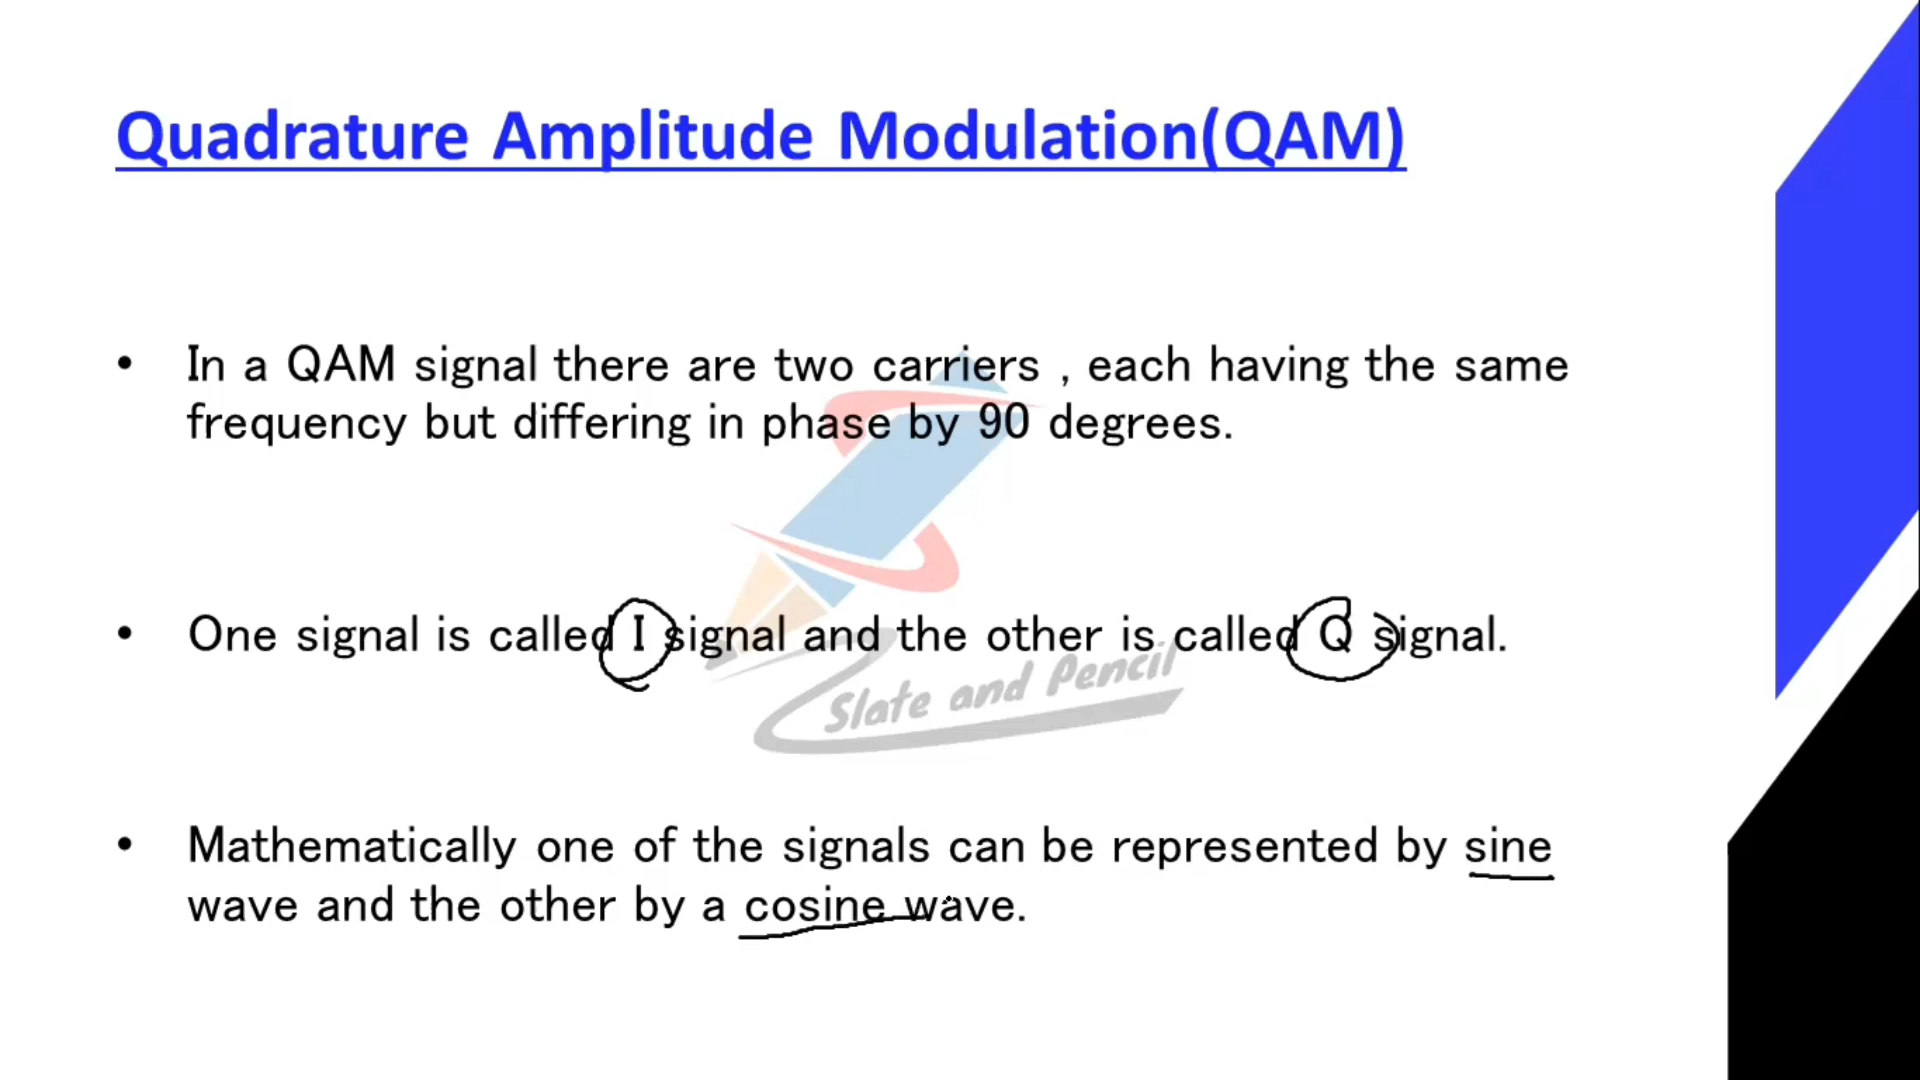 Quadrature Amplitude Modulation(QAM)
• In a QAM signal there are two carriers , each having the same
frequency but differing in phase by 90 degrees.
• One signal is called I signal and the other is called Q signal.
Slate and Pencil
• Mathematically one of the signals can be represented by sine
wave and the other by a cosine wave.